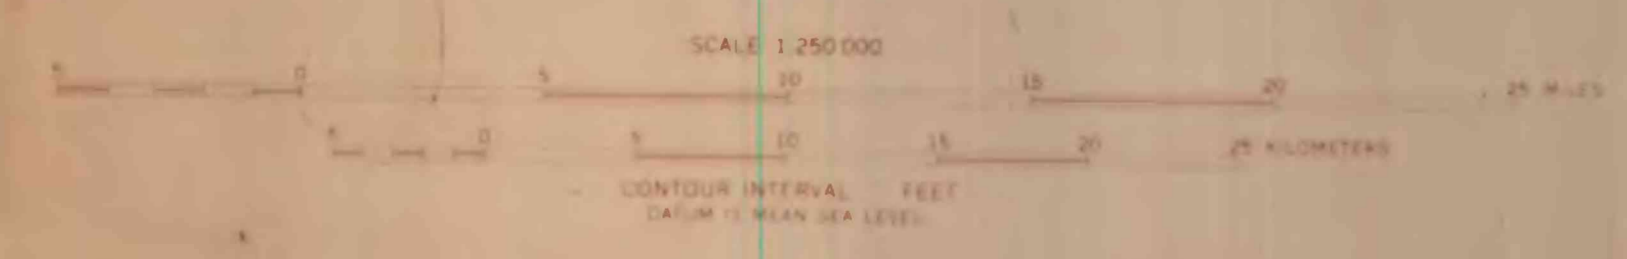 SCALE 1 250 000
5 0 5 10 15 20 25 MILES
5 0 5 10 15 20 25 KILOMETERS
CONTOUR INTERVAL FEET
DATUM IS MEAN SEA LEVEL